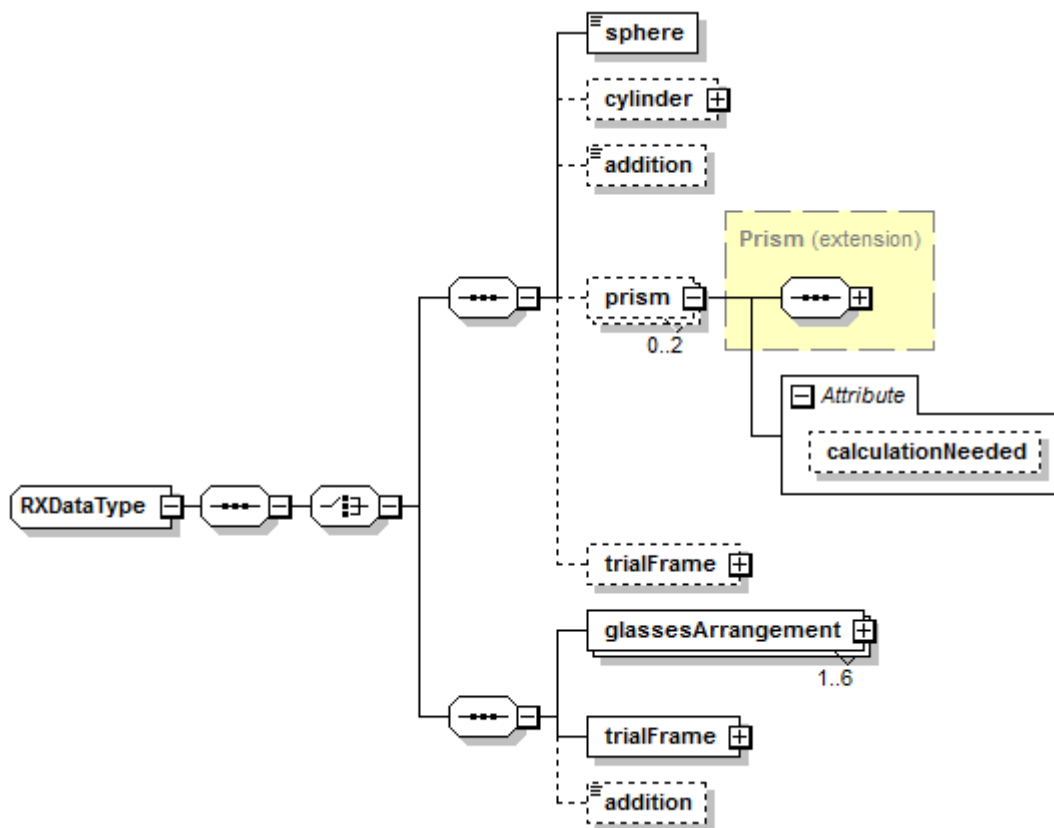 sphere
cylinder
addition
Prism (extension)
prism
0..2
Attribute
calculationNeeded
RXDataType
trialFrame
glassesArrangement
1..6
trialFrame
addition